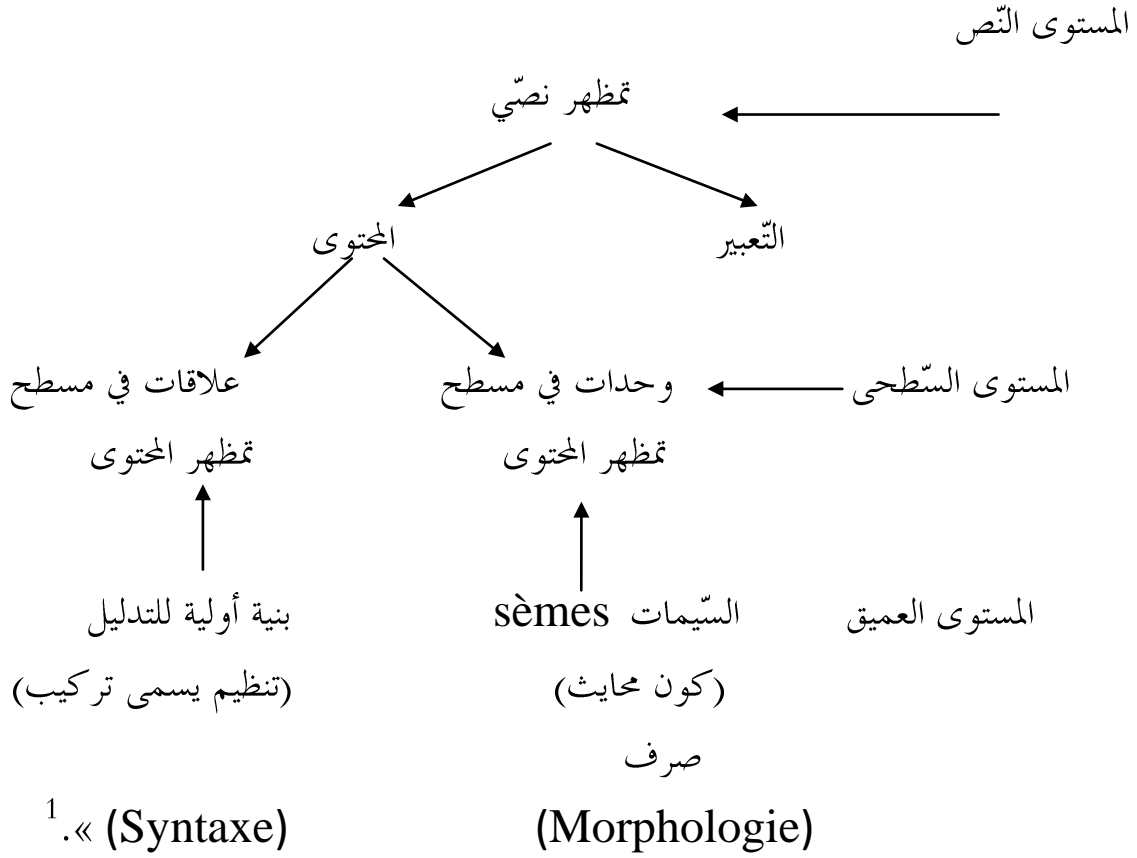 المستوى النّص
تمظهر نصّي
التّعبير المحتوى
المستوى السّطحى وحدات في مسطح علاقات في مسطح
تمظهر المحتوى تمظهر المحتوى
المستوى العميق السّيمات sèmes بنية أولية للتدليل
(كون محايث) (تنظيم يسمى تركيب)
صرف
(Morphologie) (Syntaxe) ».1